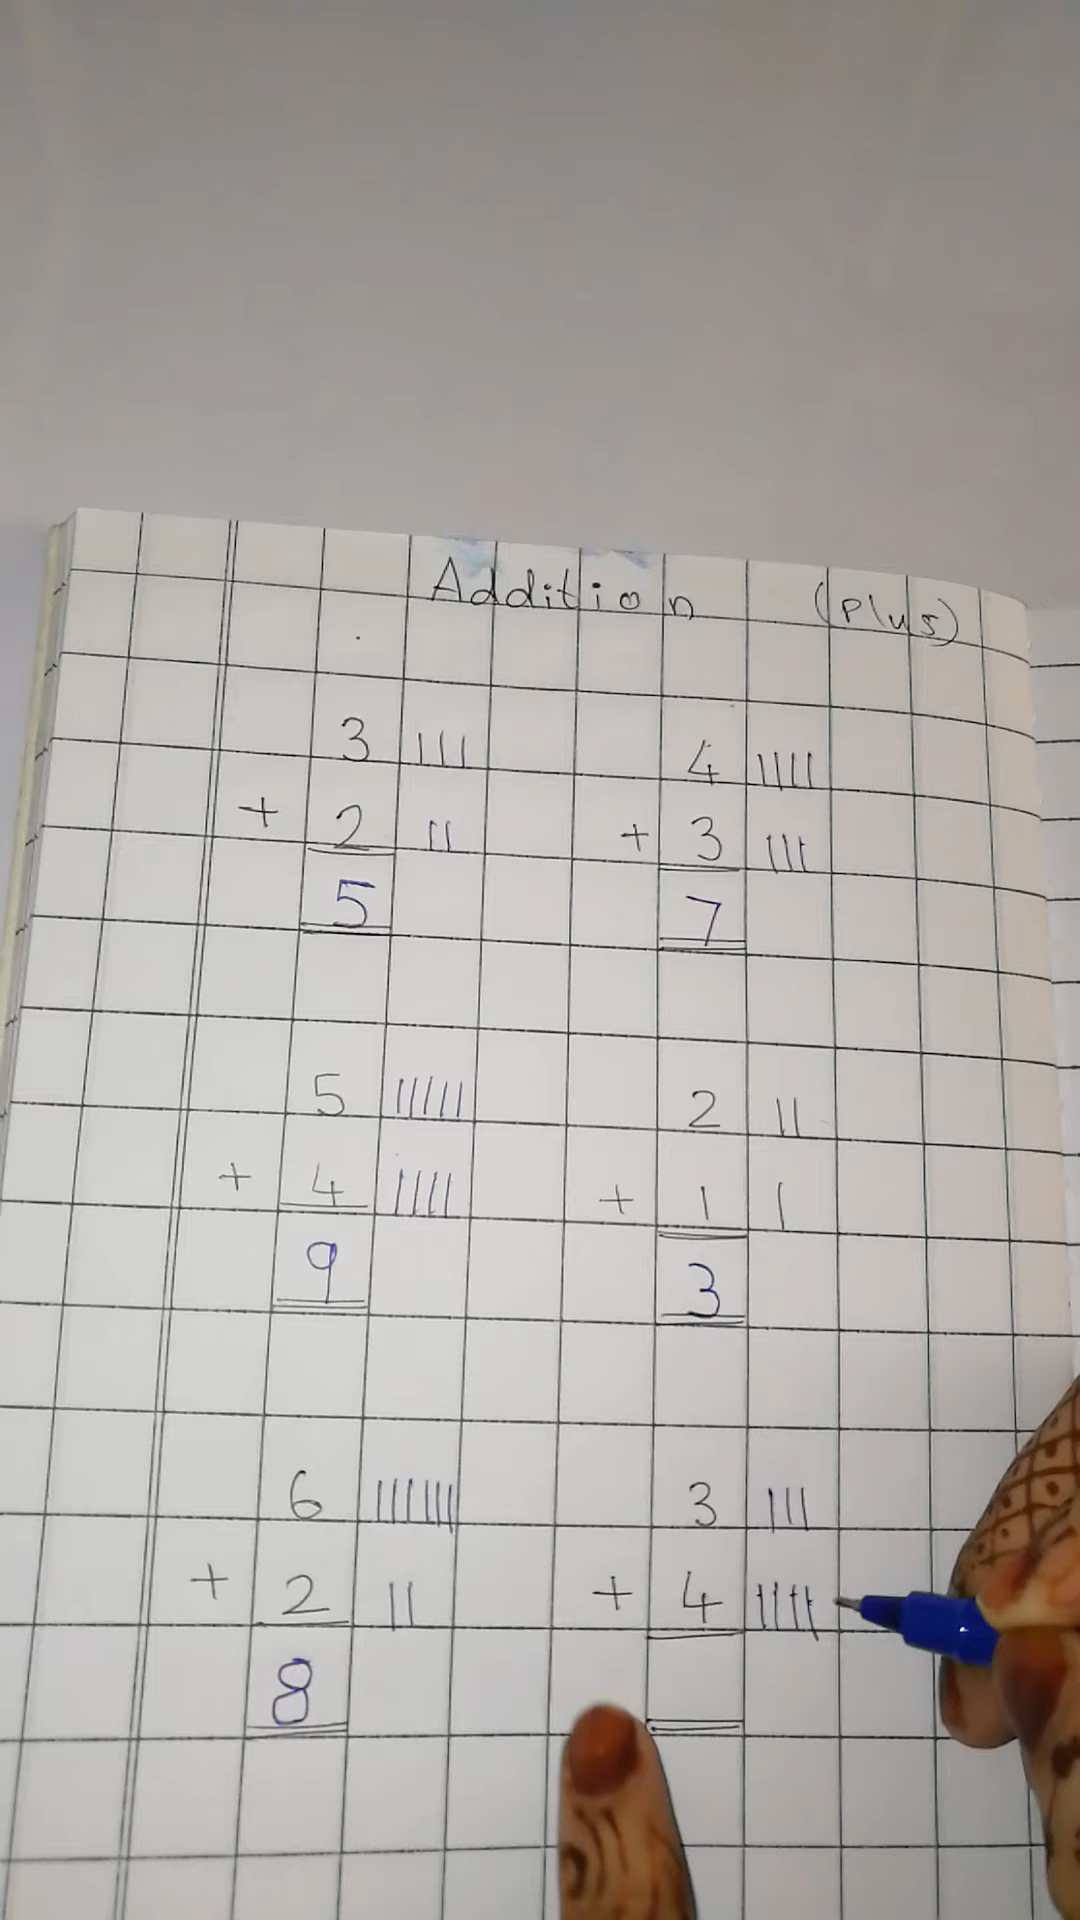 Addition (Plus)
3 ||| 4 ||||
+ 2 || + 3 |||
5 7
5 ||||| 2 ||
+ 4 |||| + 1 |
9 3
6 |||||| 3 |||
+ 2 || + 4 ||||
8